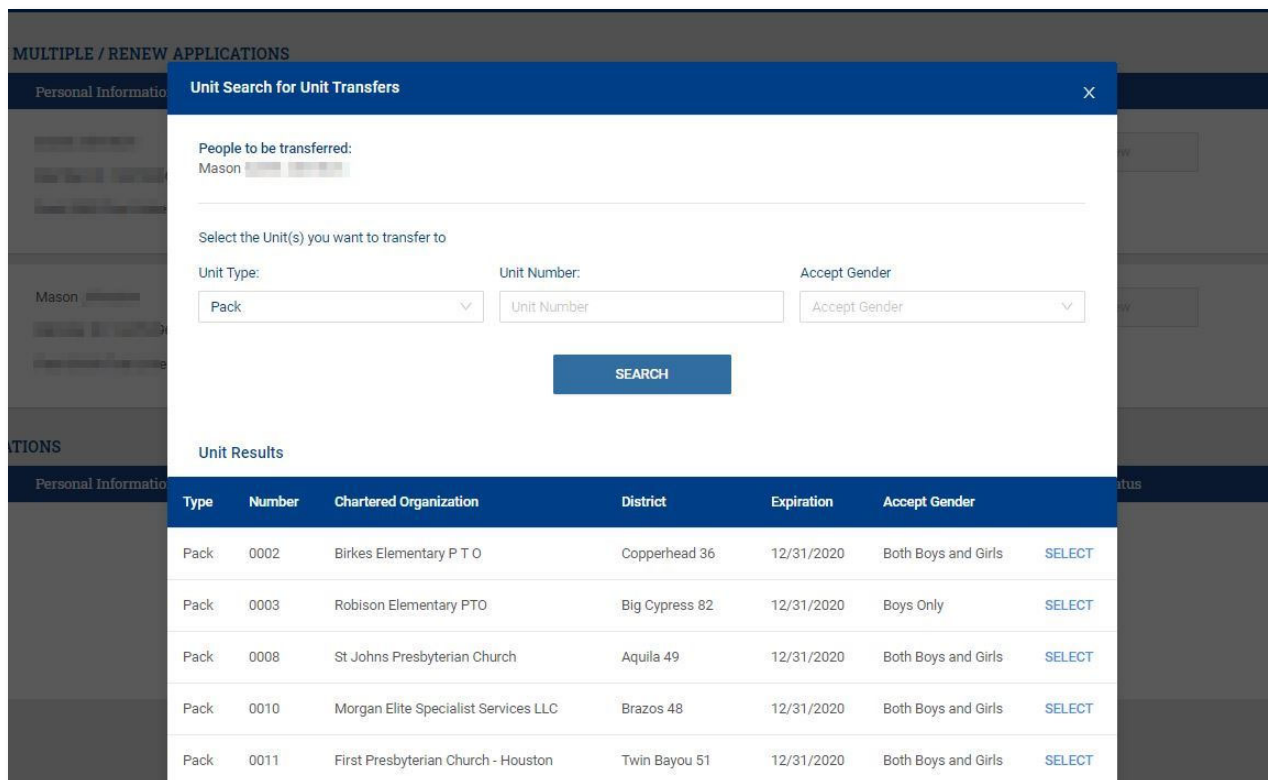 MULTIPLE / RENEW APPLICATIONS
Personal Informatio
Unit Search for Unit Transfers X
People to be transferred:
Mason
Select the Unit(s) you want to transfer to
Unit Type: Unit Number: Accept Gender
Pack Unit Number Accept Gender
Mason
SEARCH
ATIONS
Unit Results
Personal Informatio
atus
Type Number Chartered Organization District Expiration Accept Gender
Pack 0002 Birkes Elementary P T O Copperhead 36 12/31/2020 Both Boys and Girls SELECT
Pack 0003 Robison Elementary PTO Big Cypress 82 12/31/2020 Boys Only SELECT
Pack 0008 St Johns Presbyterian Church Aquila 49 12/31/2020 Both Boys and Girls SELECT
Pack 0010 Morgan Elite Specialist Services LLC Brazos 48 12/31/2020 Both Boys and Girls SELECT
Pack 0011 First Presbyterian Church - Houston Twin Bayou 51 12/31/2020 Both Boys and Girls SELECT